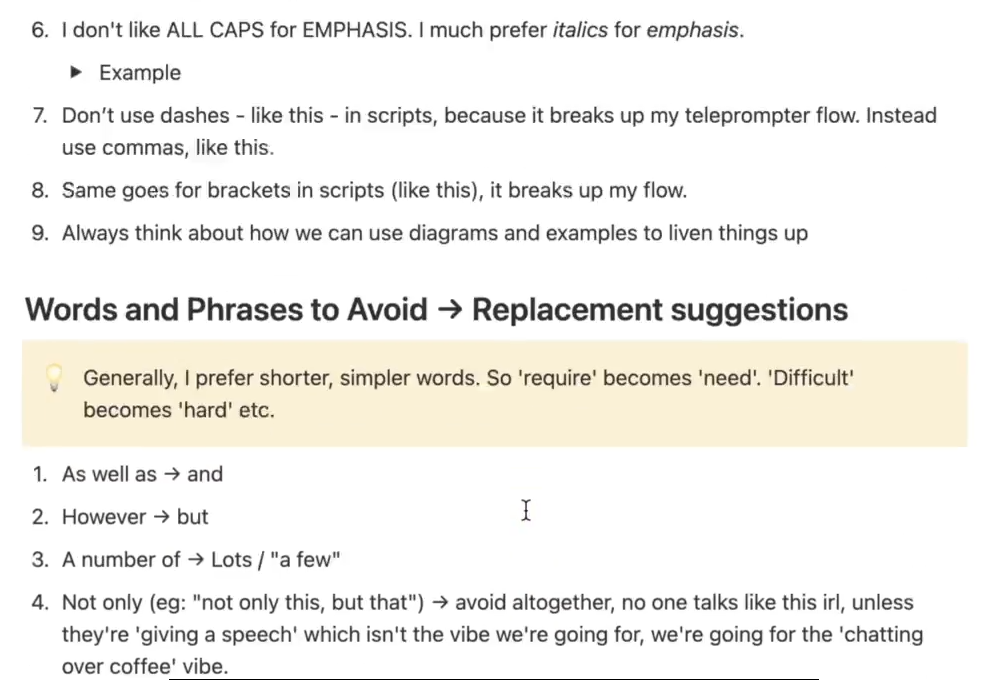 6. I don't like ALL CAPS for EMPHASIS. I much prefer italics for emphasis.
Example
7. Don’t use dashes - like this - in scripts, because it breaks up my teleprompter flow. Instead
use commas, like this.
8. Same goes for brackets in scripts (like this), it breaks up my flow.
9. Always think about how we can use diagrams and examples to liven things up
Words and Phrases to Avoid → Replacement suggestions
Generally, I prefer shorter, simpler words. So 'require' becomes 'need'. 'Difficult'
becomes 'hard' etc.
1. As well as → and
2. However → but
3. A number of → Lots / "a few"
4. Not only (eg: "not only this, but that") → avoid altogether, no one talks like this irl, unless
they're 'giving a speech' which isn't the vibe we're going for, we're going for the 'chatting
over coffee' vibe.